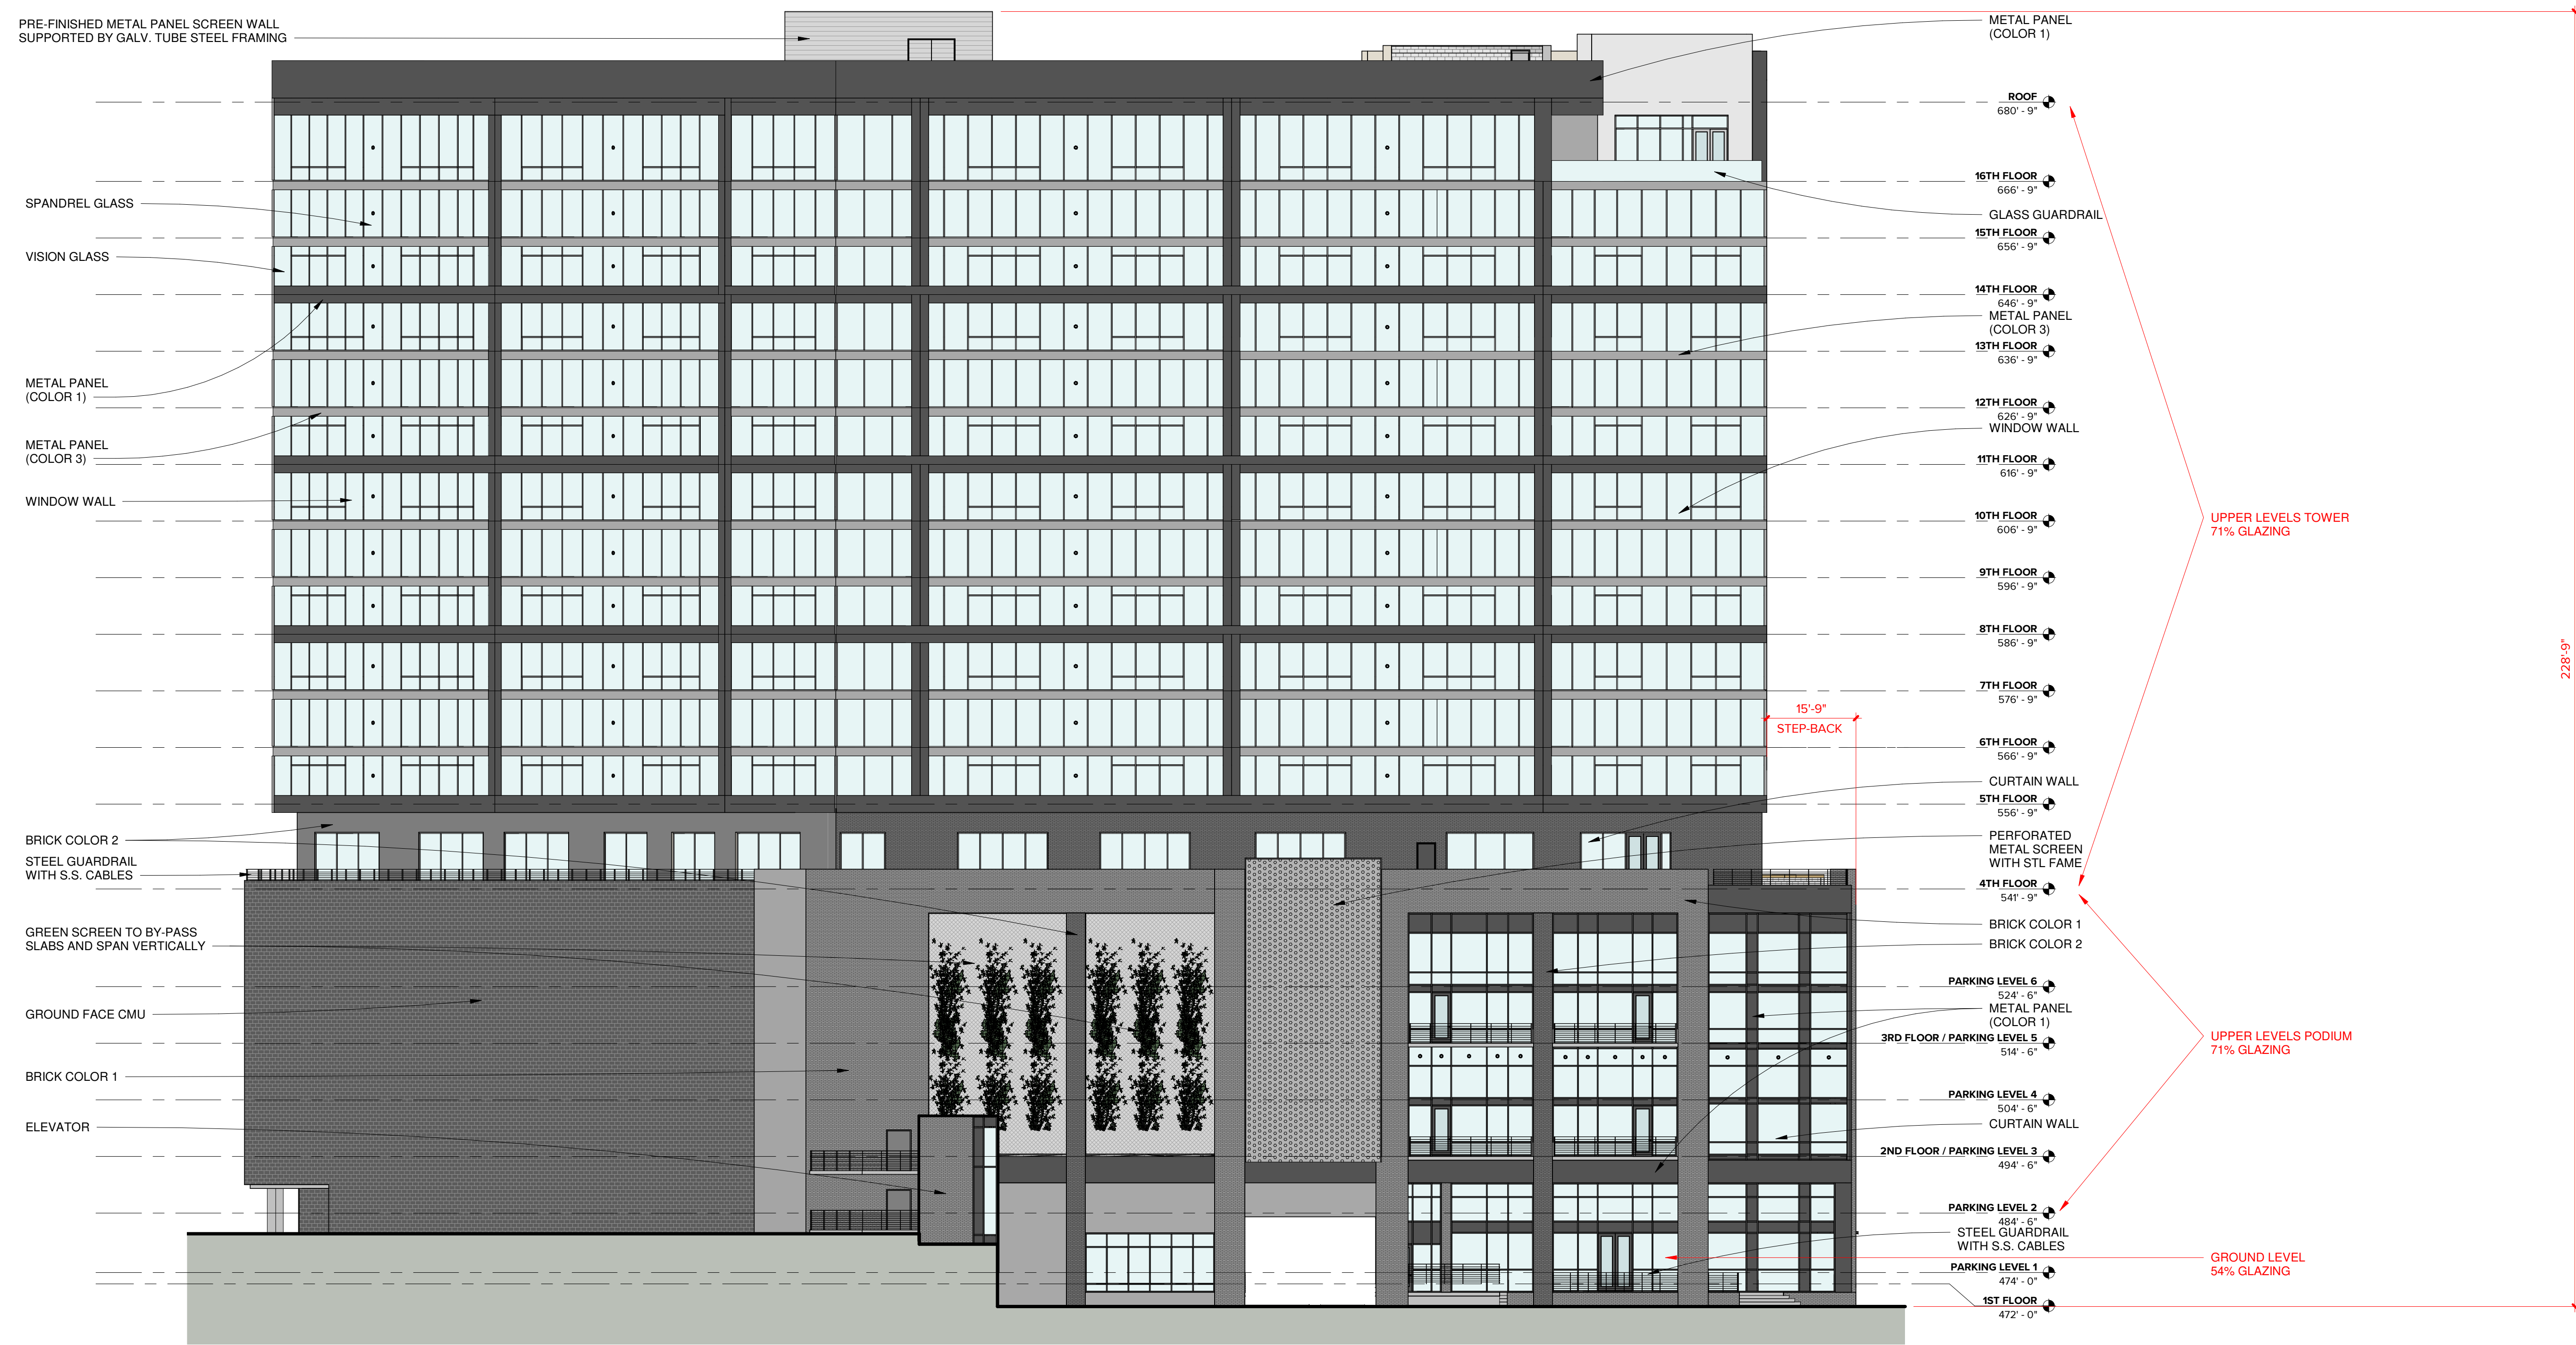 PRE-FINISHED METAL PANEL SCREEN WALL
SUPPORTED BY GALV. TUBE STEEL FRAMING
SPANDREL GLASS
VISION GLASS
METAL PANEL
(COLOR 1)
METAL PANEL
(COLOR 3)
WINDOW WALL
BRICK COLOR 2
STEEL GUARDRAIL
WITH S.S. CABLES
GREEN SCREEN TO BY-PASS
SLABS AND SPAN VERTICALLY
GROUND FACE CMU
BRICK COLOR 1
ELEVATOR
METAL PANEL
(COLOR 1)
ROOF
680' - 9"
16TH FLOOR
666' - 9"
GLASS GUARDRAIL
15TH FLOOR
656' - 9"
14TH FLOOR
646' - 9"
METAL PANEL
(COLOR 3)
13TH FLOOR
636' - 9"
12TH FLOOR
626' - 9"
WINDOW WALL
11TH FLOOR
616' - 9"
10TH FLOOR
606' - 9"
9TH FLOOR
596' - 9"
8TH FLOOR
586' - 9"
7TH FLOOR
576' - 9"
15'-9"
STEP-BACK
6TH FLOOR
566' - 9"
CURTAIN WALL
5TH FLOOR
556' - 9"
PERFORATED
METAL SCREEN
WITH STL FAME
4TH FLOOR
541' - 9"
BRICK COLOR 1
BRICK COLOR 2
PARKING LEVEL 6
524' - 6"
METAL PANEL
(COLOR 1)
3RD FLOOR / PARKING LEVEL 5
514' - 6"
PARKING LEVEL 4
504' - 6"
CURTAIN WALL
2ND FLOOR / PARKING LEVEL 3
494' - 6"
PARKING LEVEL 2
484' - 6"
STEEL GUARDRAIL
WITH S.S. CABLES
PARKING LEVEL 1
474' - 0"
1ST FLOOR
472' - 0"
UPPER LEVELS TOWER
71% GLAZING
UPPER LEVELS PODIUM
71% GLAZING
GROUND LEVEL
54% GLAZING
228'-9"